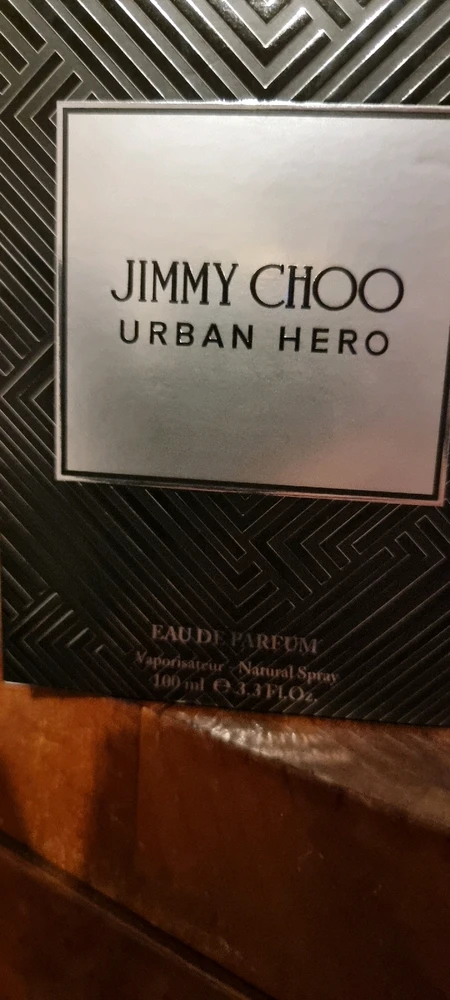 JIMMY CHOO
URBAN HERO
EAU DE PARFUM
Vaporisateur - Natural Spray
100 ml ℮ 3.3 Fl.Oz.